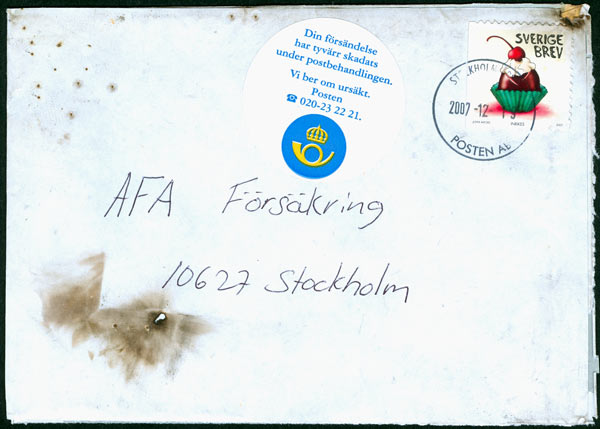 Din försändelse
har tyvärr skadats
under postbehandlingen.
Vi ber om ursäkt.
Posten
☎ 020-23 22 21.
SVERIGE
BREV
2007-12-
POSTEN AB
AFA Försäkring
10627 Stockholm